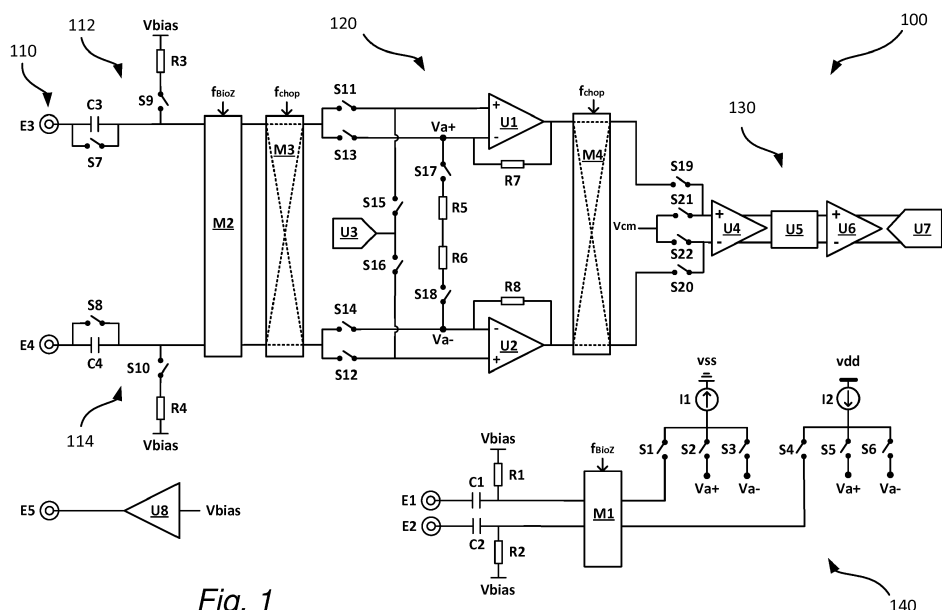 100
112
120
110
Vbias
R3
S9
C3
E3
S7
fBioZ
fchop
S11
S13
M3
Va+
S17
U1
R7
fchop
M4
130
S19
S21
Vcm
U4
U5
U6
U7
S22
S20
M2
S15
U3
S16
R5
R6
S18
R8
S8
E4
C4
S10
R4
Vbias
114
S14
S12
Va-
U2
vss
I1
vdd
I2
S1
S2
S3
S4
S5
S6
Va+
Va-
Va+
Va-
Vbias
R1
fBioZ
E1
C1
M1
E2
C2
R2
Vbias
E5
U8
Vbias
140
Fig. 1
+
-
-
+
+
-
+
-